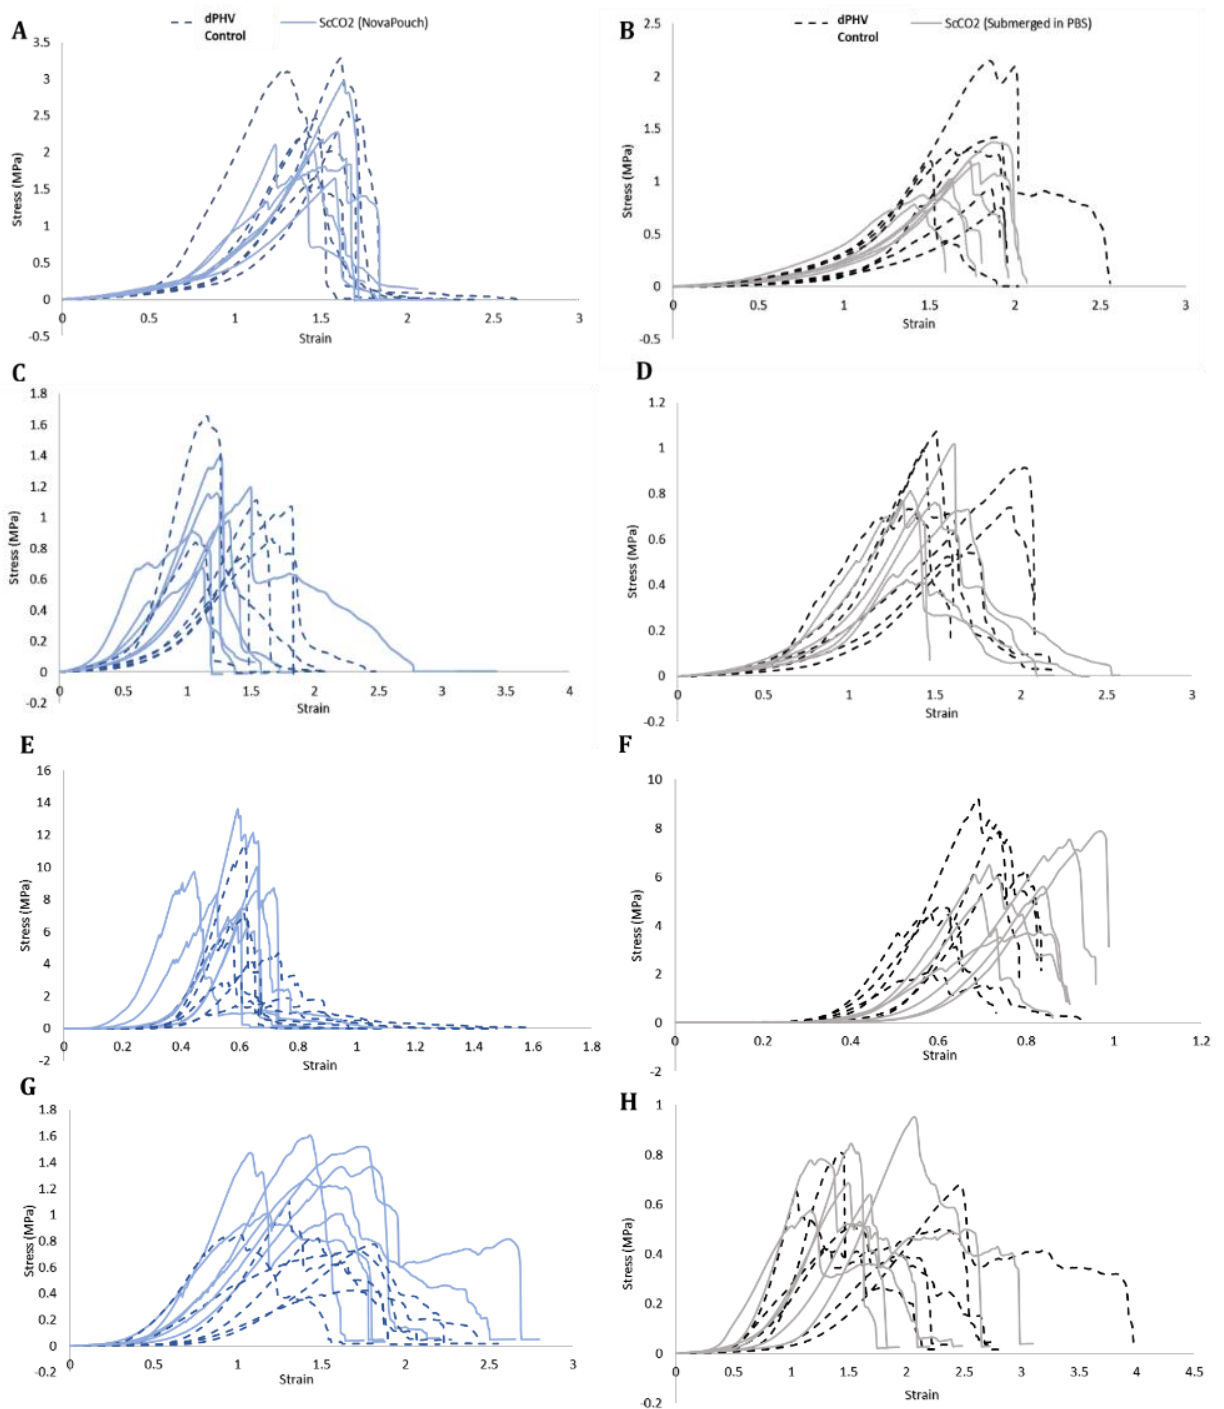 A
dPHV
Control
ScCO2 (NovaPouch)
3.5
3
2.5
2
1.5
1
0.5
0
-0.5
Stress (MPa)
0 0.5 1 1.5 2 2.5 3
Strain
B
dPHV
Control
ScCO2 (Submerged in PBS)
2.5
2
1.5
1
0.5
0
-0.5
Stress (MPa)
0 0.5 1 1.5 2 2.5 3
Strain
C
1.8
1.6
1.4
1.2
1
0.8
0.6
0.4
0.2
0
-0.2
Stress (MPa)
0 0.5 1 1.5 2 2.5 3 3.5 4
Strain
D
1.2
1
0.8
0.6
0.4
0.2
0
-0.2
Stress (MPa)
0 0.5 1 1.5 2 2.5 3
Strain
E
16
14
12
10
8
6
4
2
0
-2
Stress (MPa)
0 0.2 0.4 0.6 0.8 1 1.2 1.4 1.6 1.8
Strain
F
10
8
6
4
2
0
-2
Stress (MPa)
0 0.2 0.4 0.6 0.8 1 1.2
Strain
G
1.8
1.6
1.4
1.2
1
0.8
0.6
0.4
0.2
0
-0.2
Stress (MPa)
0 0.5 1 1.5 2 2.5 3
Strain
H
1
0.8
0.6
0.4
0.2
0
-0.2
Stress (MPa)
0 0.5 1 1.5 2 2.5 3 3.5 4 4.5
Strain